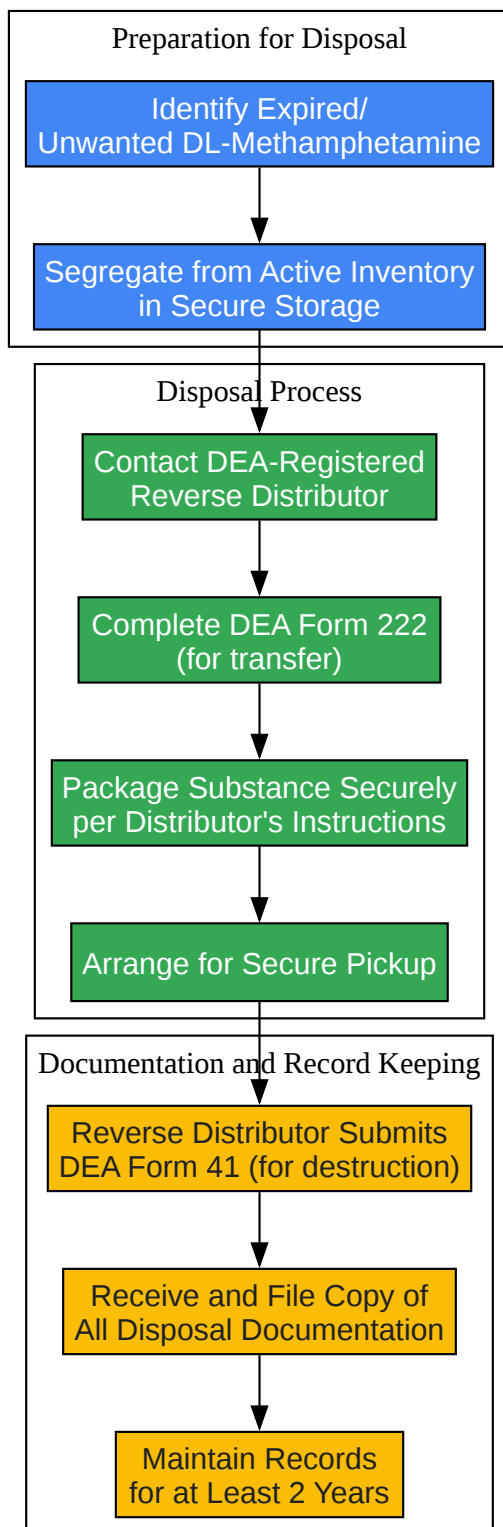 Preparation for Disposal
Identify Expired/
Unwanted DL-Methamphetamine
Segregate from Active Inventory
in Secure Storage
Disposal Process
Contact DEA-Registered
Reverse Distributor
Complete DEA Form 222
(for transfer)
Package Substance Securely
per Distributor's Instructions
Arrange for Secure Pickup
Documentation and Record Keeping
Reverse Distributor Submits
DEA Form 41 (for destruction)
Receive and File Copy of
All Disposal Documentation
Maintain Records
for at Least 2 Years